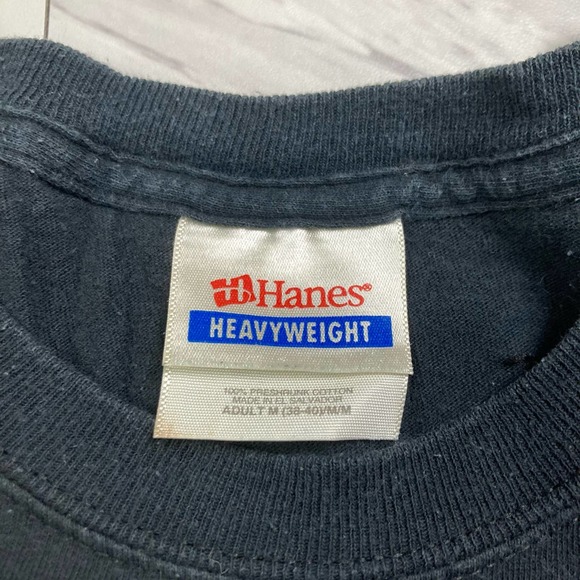 Hanes®
HEAVYWEIGHT
100% PRESHRUNK COTTON
MADE IN EL SALVADOR
ADULT M (38-40)/M/M